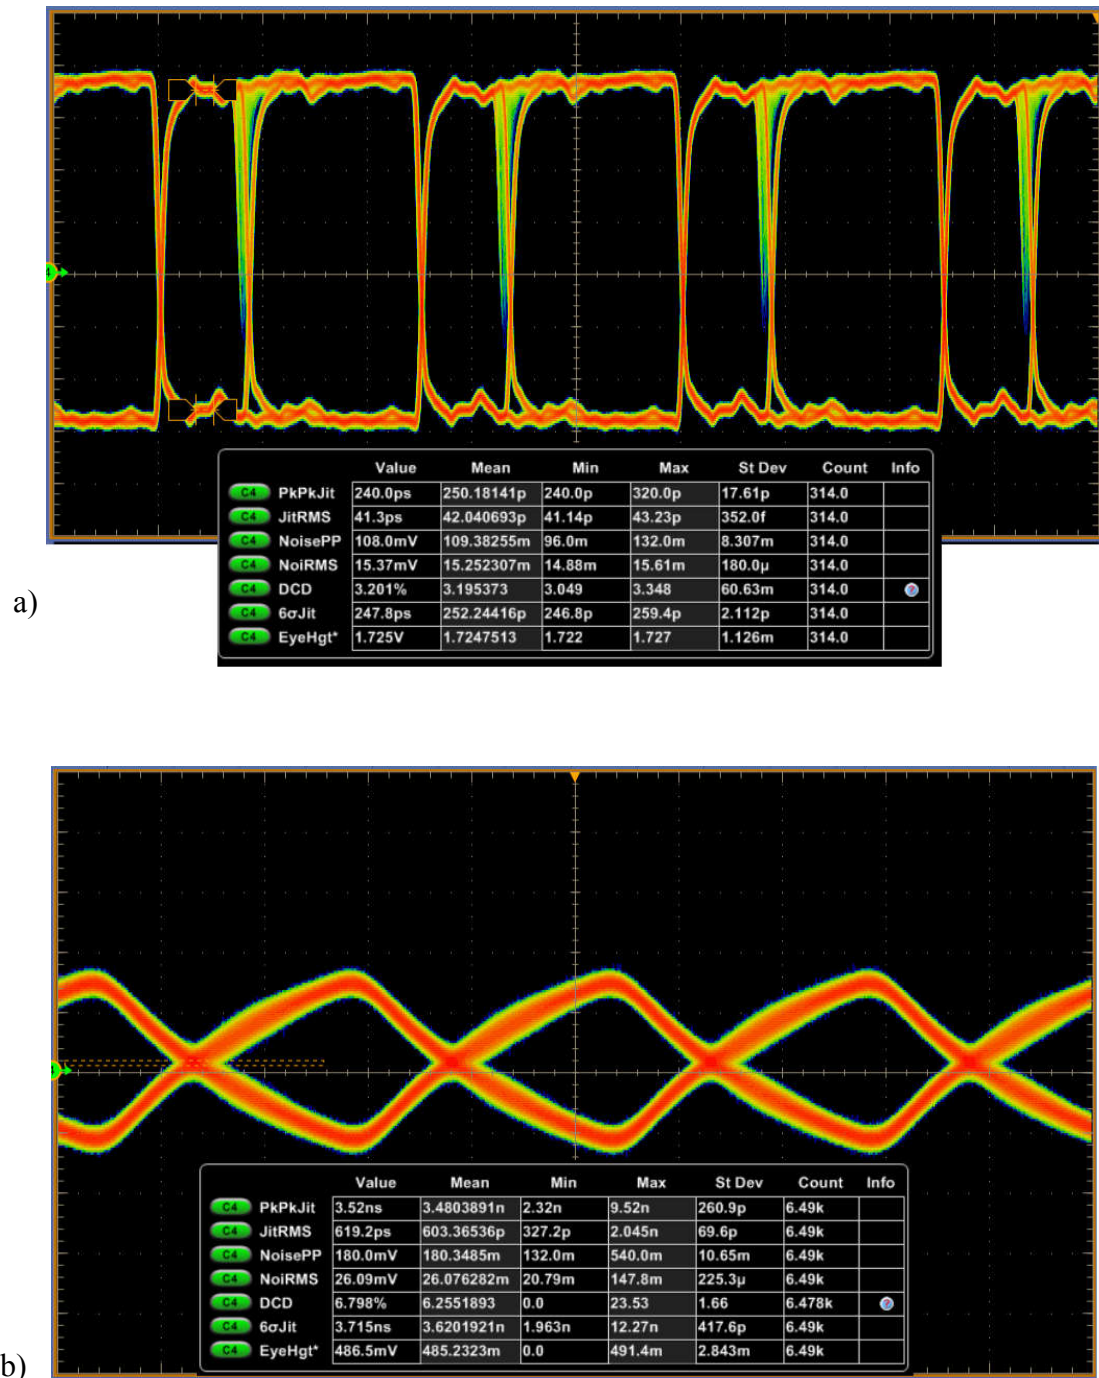 Value Mean Min Max St Dev Count Info
C4 PkPkJit 240.0ps 250.18141p 240.0p 320.0p 17.61p 314.0
C4 JitRMS 41.3ps 42.040693p 41.14p 43.23p 352.0f 314.0
C4 NoisePP 108.0mV 109.38255m 96.0m 132.0m 8.307m 314.0
C4 NoiRMS 15.37mV 15.252307m 14.88m 15.61m 180.0µ 314.0
C4 DCD 3.201% 3.195373 3.049 3.348 60.63m 314.0
C4 6σJit 247.8ps 252.24416p 246.8p 259.4p 2.112p 314.0
C4 EyeHgt* 1.725V 1.7247513 1.722 1.727 1.126m 314.0
a)
Value Mean Min Max St Dev Count Info
C4 PkPkJit 3.52ns 3.4803891n 2.32n 9.52n 260.9p 6.49k
C4 JitRMS 619.2ps 603.36536p 327.2p 2.045n 69.6p 6.49k
C4 NoisePP 180.0mV 180.3485m 132.0m 540.0m 10.65m 6.49k
C4 NoiRMS 26.09mV 26.076282m 20.79m 147.8m 225.3µ 6.49k
C4 DCD 6.798% 6.2551893 0.0 23.53 1.66 6.478k
C4 6σJit 3.715ns 3.6201921n 1.963n 12.27n 417.6p 6.49k
C4 EyeHgt* 486.5mV 485.2323m 0.0 491.4m 2.843m 6.49k
b)